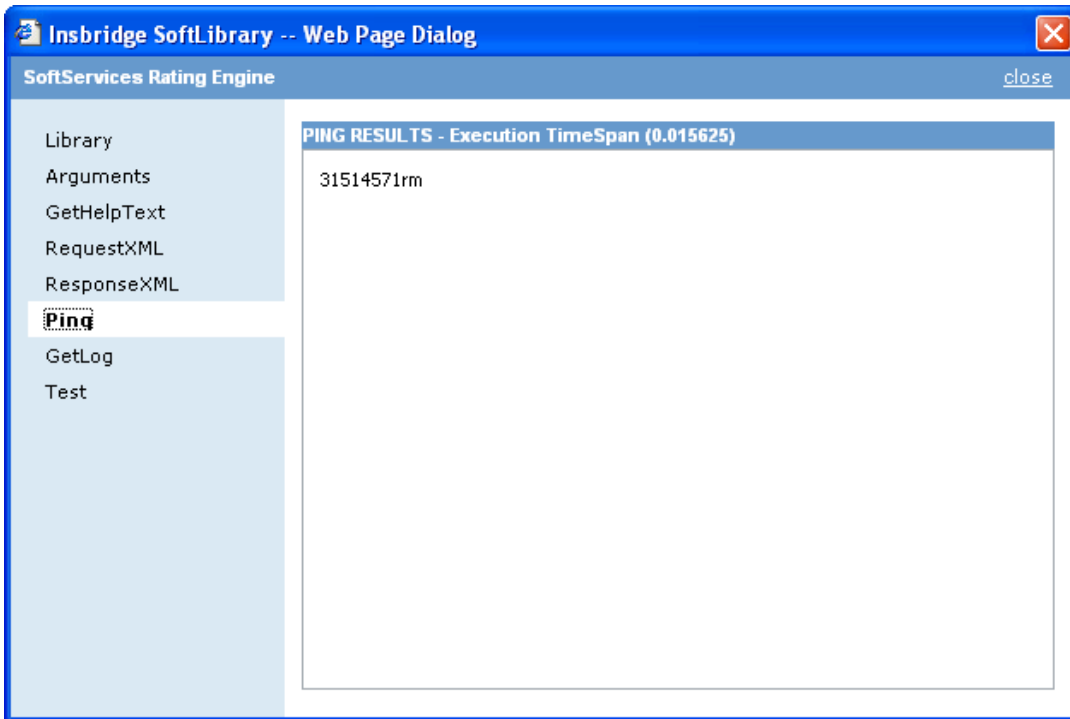 Insbridge SoftLibrary -- Web Page Dialog
SoftServices Rating Engine
close
Library
Arguments
GetHelpText
RequestXML
ResponseXML
Ping
GetLog
Test
PING RESULTS - Execution TimeSpan (0.015625)
31514571rm